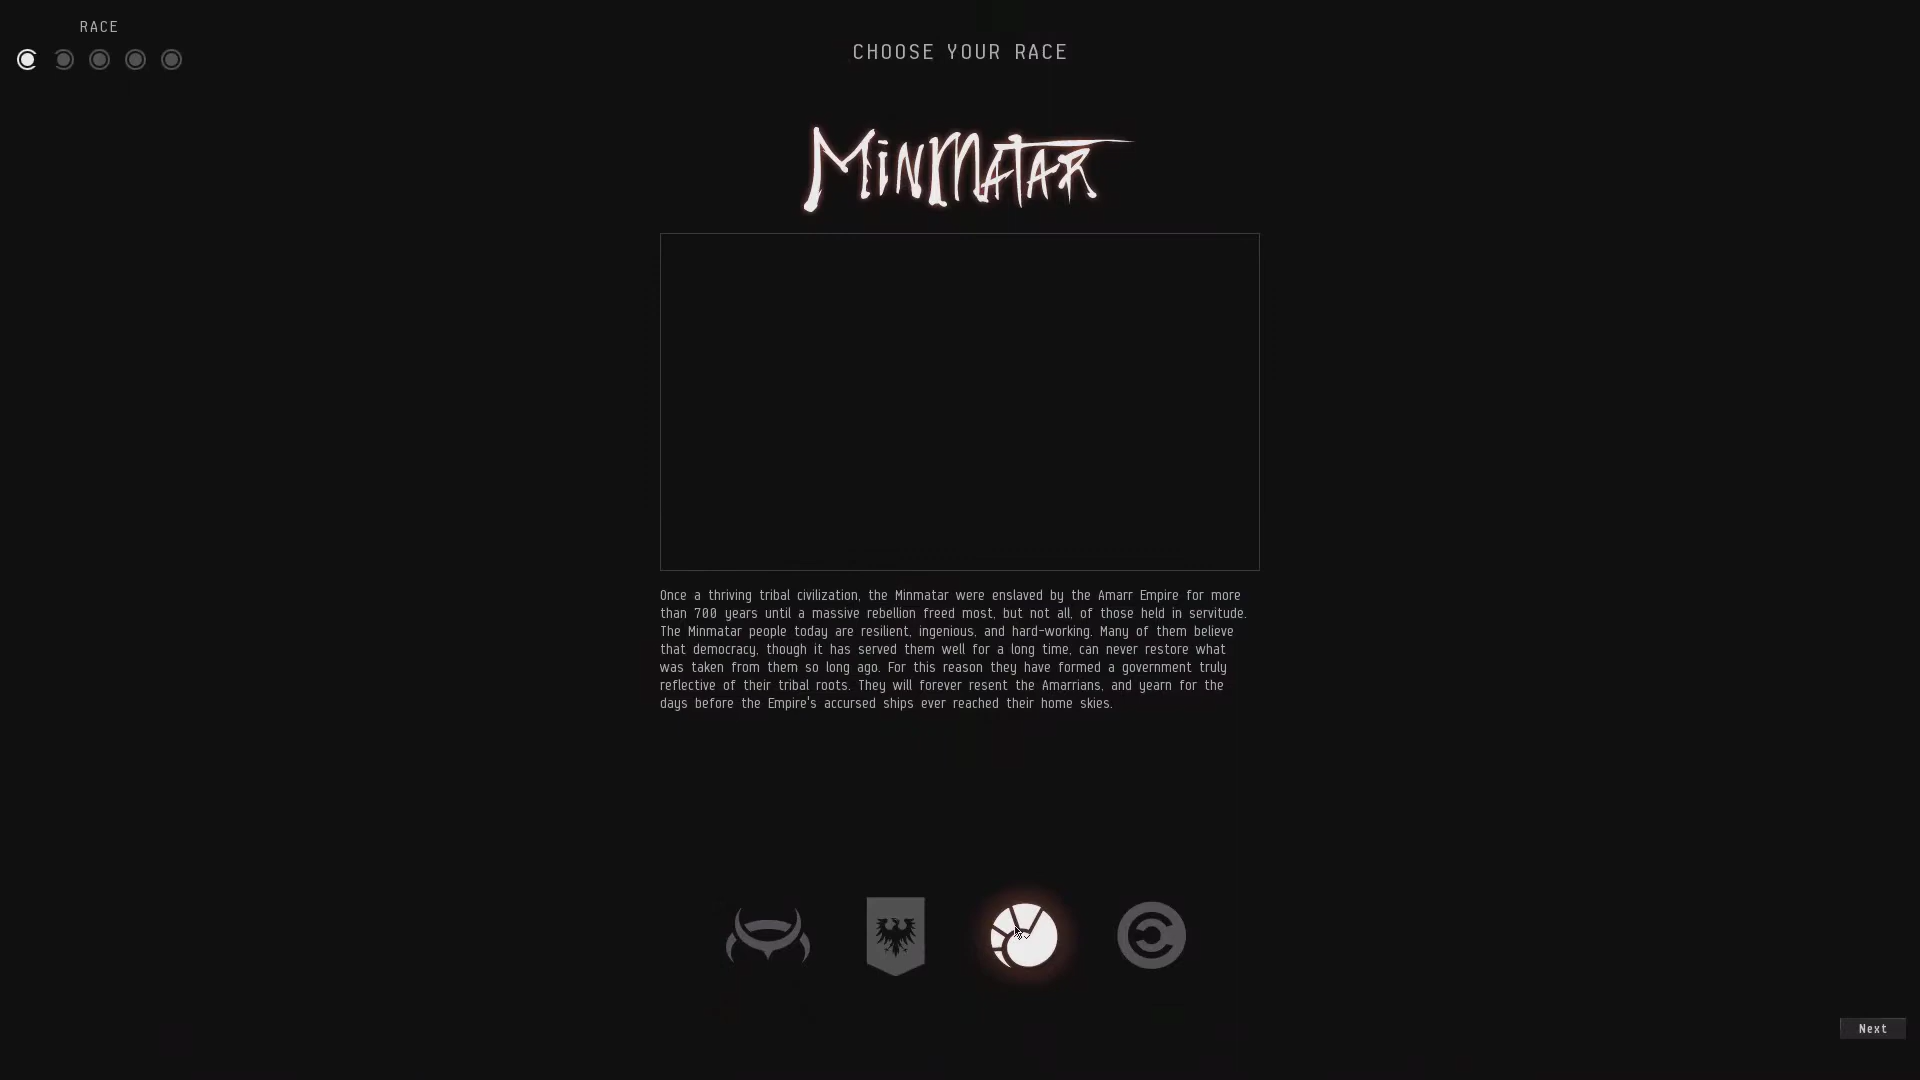 RACE
CHOOSE YOUR RACE
MINMATAR
Once a thriving tribal civilization, the Minmatar were enslaved by the Amarr Empire for more
than 700 years until a massive rebellion freed most, but not all, of those held in servitude.
The Minmatar people today are resilient, ingenious, and hard-working. Many of them believe
that democracy, though it has served them well for a long time, can never restore what
was taken from them so long ago. For this reason they have formed a government truly
reflective of their tribal roots. They will forever resent the Amarrians, and yearn for the
days before the Empire's accursed ships ever reached their home skies.
Next